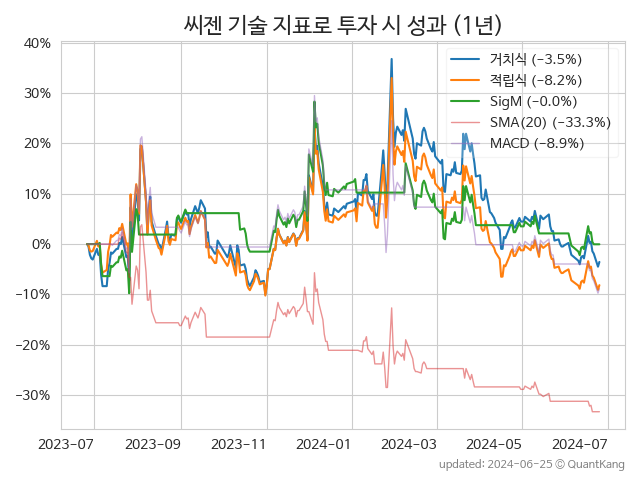 씨젠 기술 지표로 투자 시 성과 (1년)
거치식 (−3.5%)
적립식 (−8.2%)
SigM (−0.0%)
SMA(20) (−33.3%)
MACD (−8.9%)
40%
30%
20%
10%
0%
−10%
−20%
−30%
2023-07 2023-09 2023-11 2024-01 2024-03 2024-05 2024-07
updated: 2024-06-25 ⓒ QuantKang